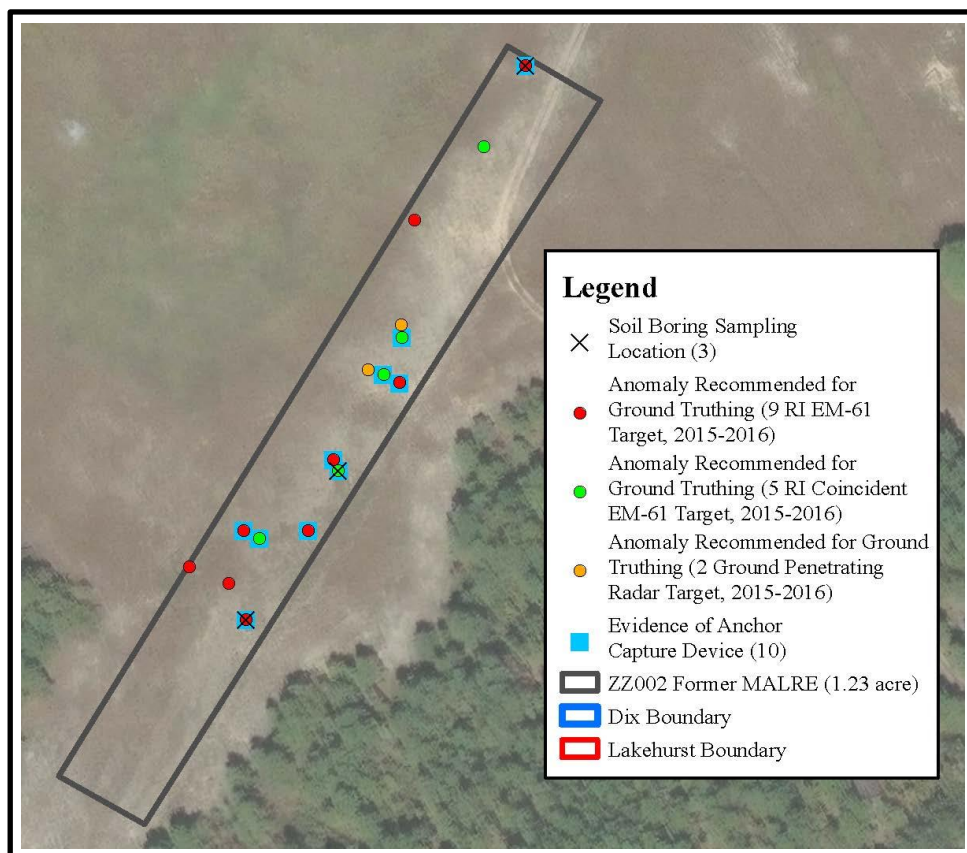 Legend
Soil Boring Sampling
Location (3)
Anomaly Recommended for
Ground Truthing (9 RI EM-61
Target, 2015-2016)
Anomaly Recommended for
Ground Truthing (5 RI Coincident
EM-61 Target, 2015-2016)
Anomaly Recommended for Ground
Truthing (2 Ground Penetrating
Radar Target, 2015-2016)
Evidence of Anchor
Capture Device (10)
ZZ002 Former MALRE (1.23 acre)
Dix Boundary
Lakehurst Boundary